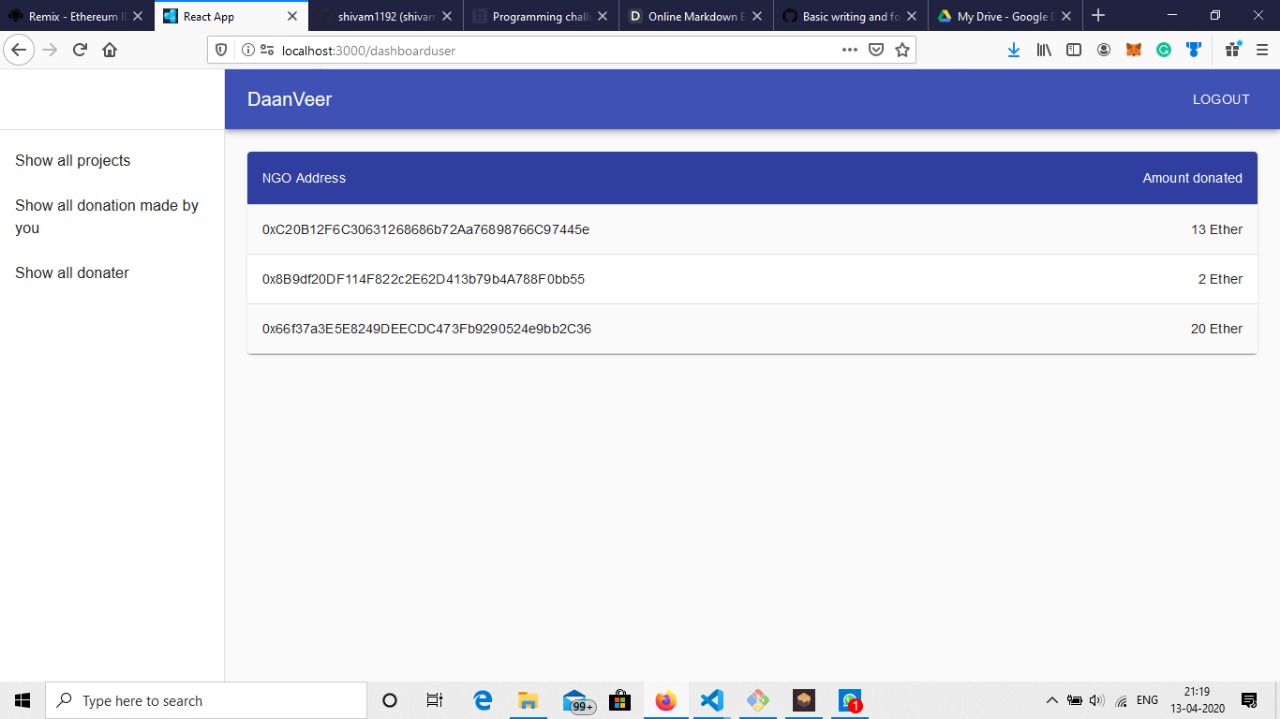 Remix - Ethereum I
React App
shivam1192 (shivam
Programming chall
Online Markdown E
Basic writing and fo
My Drive - Google D
localhost:3000/dashboarduser
DaanVeer
LOGOUT
Show all projects
Show all donation made by
you
Show all donater
NGO Address
Amount donated
0xC20B12F6C30631268686b72Aa76898766C97445e
13 Ether
0x8B9df20DF114F822c2E62D413b79b4A788F0bb55
2 Ether
0x66f37a3E5E8249DEECDC473Fb9290524e9bb2C36
20 Ether
Type here to search
99+
1
ENG
21:19
13-04-2020